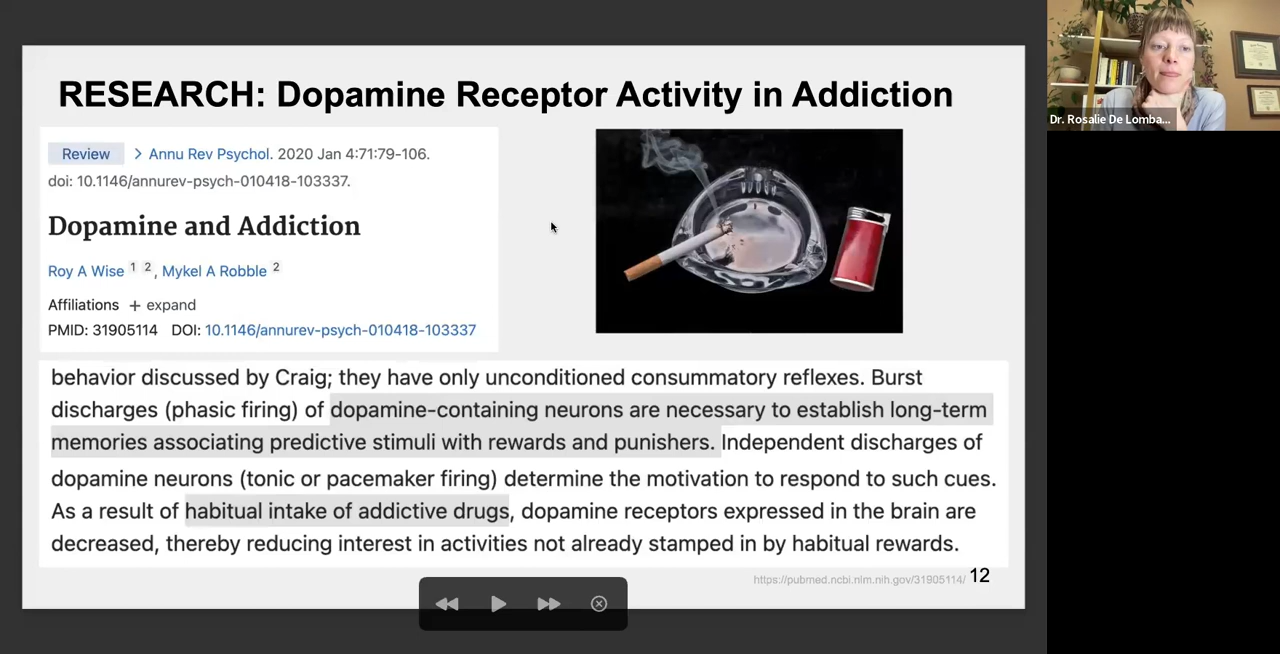 RESEARCH: Dopamine Receptor Activity in Addiction
Review > Annu Rev Psychol. 2020 Jan 4:71:79-106.
doi: 10.1146/annurev-psych-010418-103337.
Dopamine and Addiction
Roy A Wise 1 2, Mykel A Robble 2
Affiliations + expand
PMID: 31905114 DOI: 10.1146/annurev-psych-010418-103337
behavior discussed by Craig; they have only unconditioned consummatory reflexes. Burst
discharges (phasic firing) of dopamine-containing neurons are necessary to establish long-term
memories associating predictive stimuli with rewards and punishers. Independent discharges of
dopamine neurons (tonic or pacemaker firing) determine the motivation to respond to such cues.
As a result of habitual intake of addictive drugs, dopamine receptors expressed in the brain are
decreased, thereby reducing interest in activities not already stamped in by habitual rewards.
https://pubmed.ncbi.nlm.nih.gov/31905114/ 12
Dr. Rosalie De Lomba...